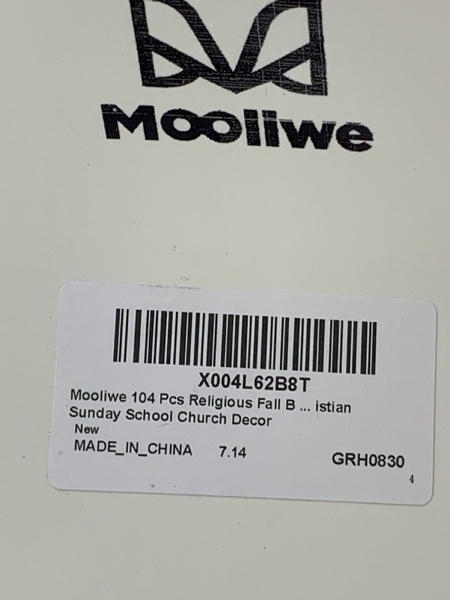 Mooliwe
X004L62B8T
Mooliwe 104 Pcs Religious Fall B ... istian
Sunday School Church Decor
New
MADE_IN_CHINA 7.14 GRH0830
4